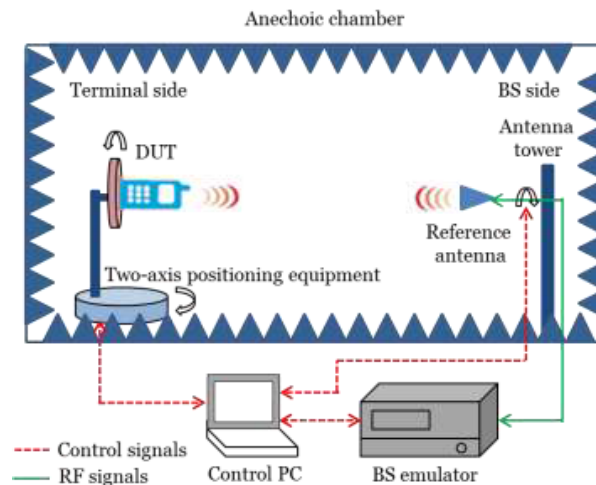 Anechoic chamber
Terminal side
BS side
Antenna
tower
DUT
Reference
antenna
Two-axis positioning equipment
Control signals
RF signals
Control PC
BS emulator